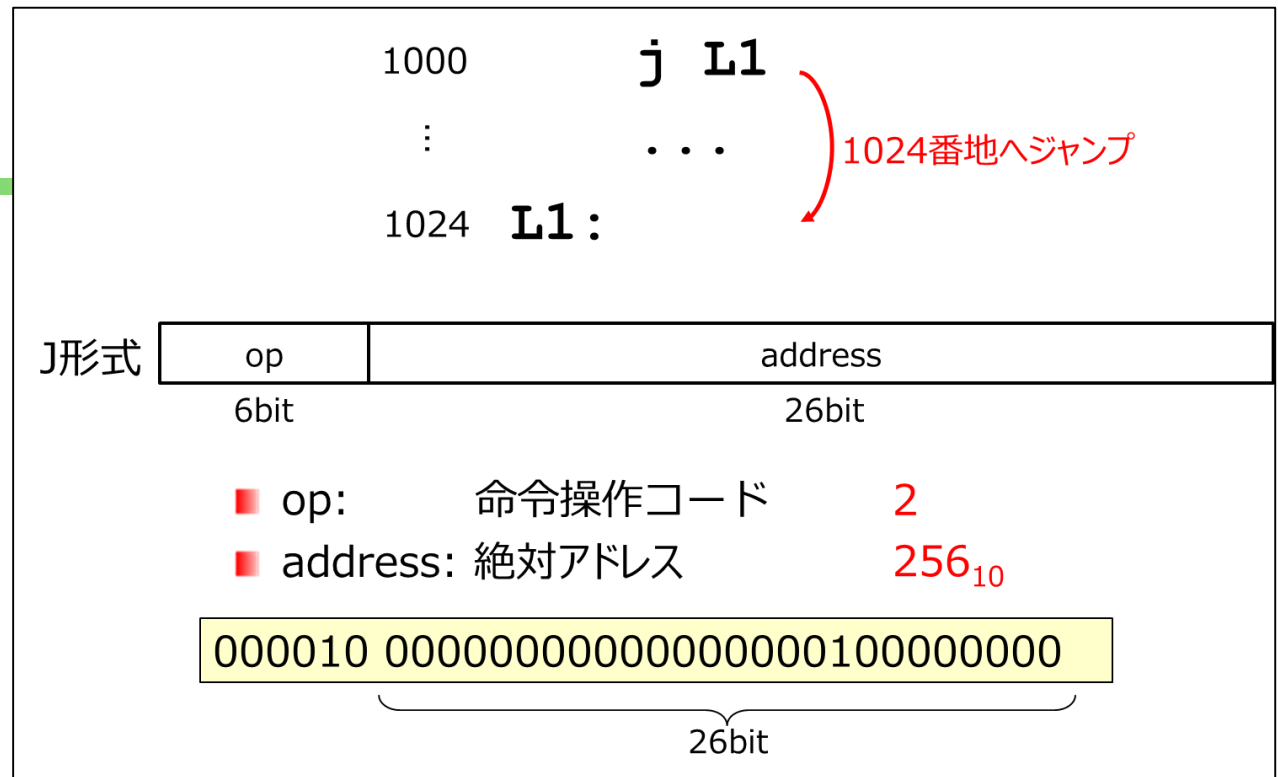 1000 j L1
⋮ ...
1024番地へジャンプ
1024 L1:
J形式 op address
6bit 26bit
op: 命令操作コード 2
address: 絶対アドレス 256₁₀
000010 00000000000000000100000000
26bit